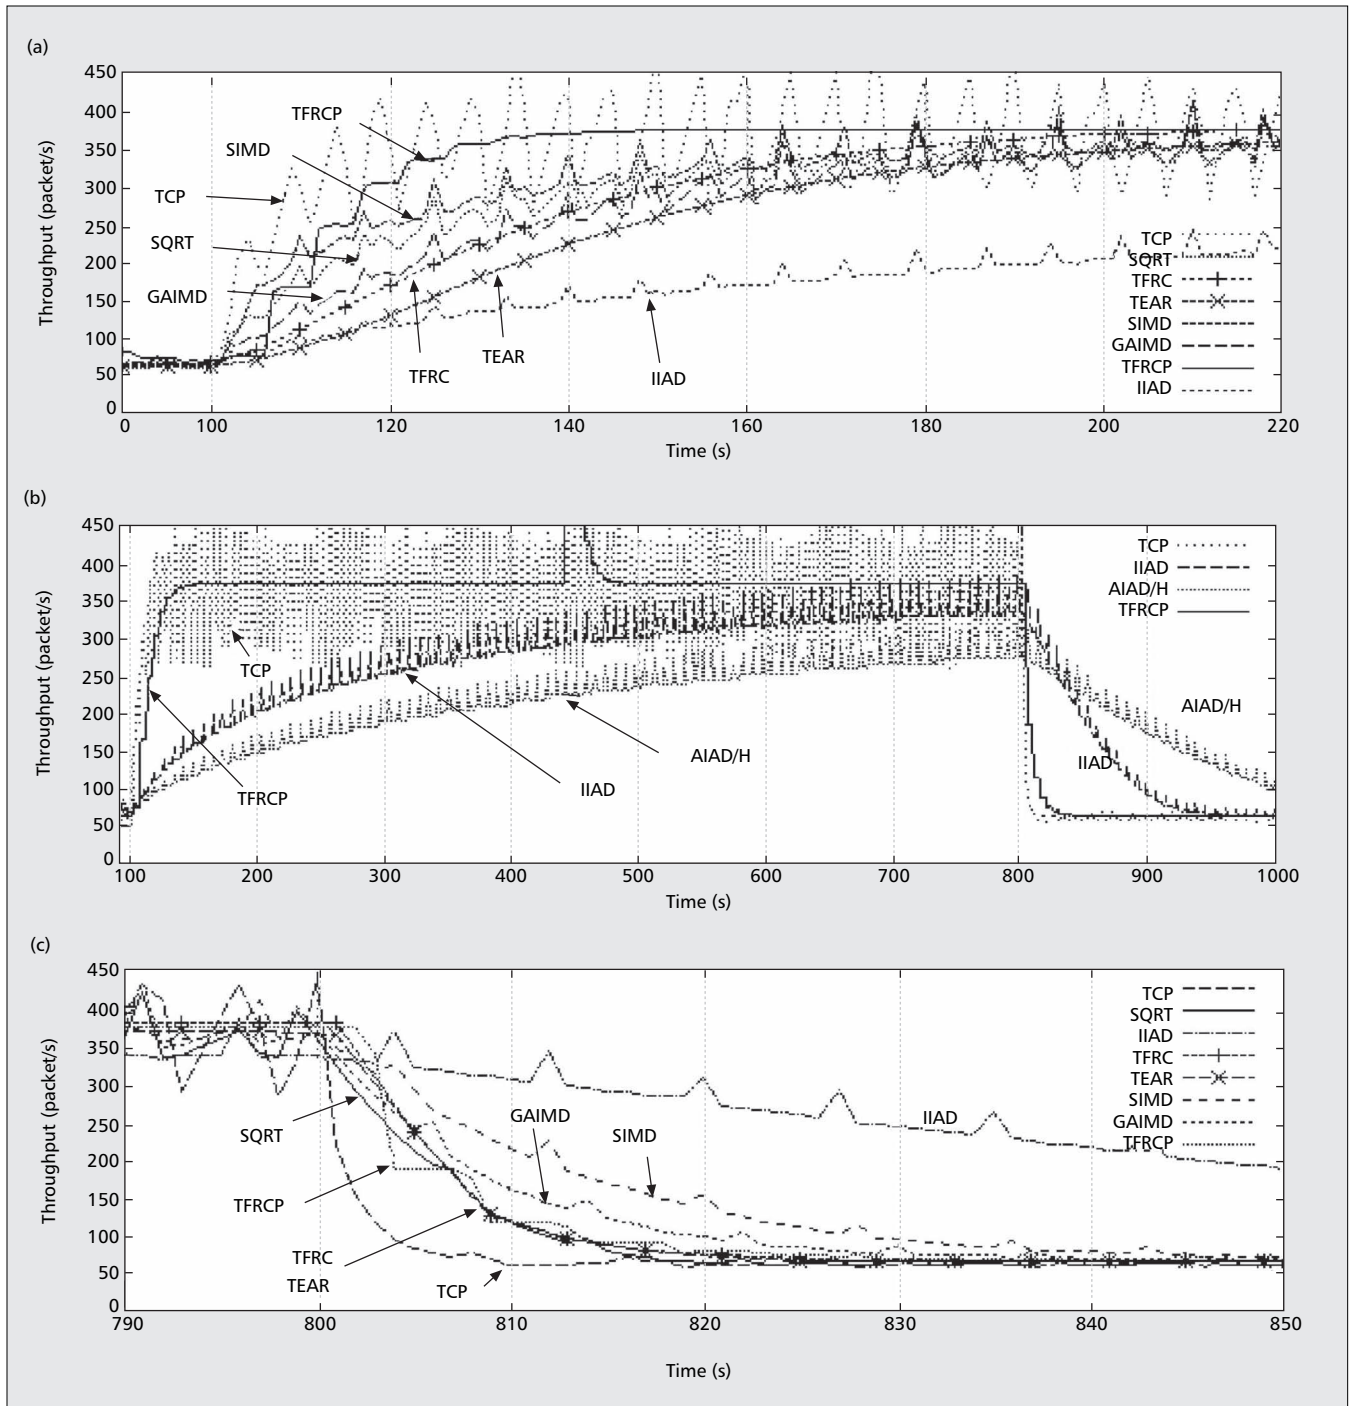 (a)
450
400
350
300
250
200
150
100
50
0
Throughput (packet/s)
TFRCP
SIMD
TCP
SQRT
GAIMD
TFRC
TEAR
IIAD
TCP
SQRT
TFRC
TEAR
SIMD
GAIMD
TFRCP
IIAD
0 100 120 140 160 180 200 220
Time (s)
(b)
450
400
350
300
250
200
150
100
50
0
Throughput (packet/s)
TCP
TFRCP
IIAD
AIAD/H
TCP
IIAD
AIAD/H
TFRCP
AIAD/H
IIAD
100 200 300 400 500 600 700 800 900 1000
Time (s)
(c)
450
400
350
300
250
200
150
100
50
0
Throughput (packet/s)
SQRT
TFRCP
TFRC
TEAR
TCP
GAIMD
SIMD
IIAD
TCP
SQRT
IIAD
TFRC
TEAR
SIMD
GAIMD
TFRCP
790 800 810 820 830 840 850
Time (s)